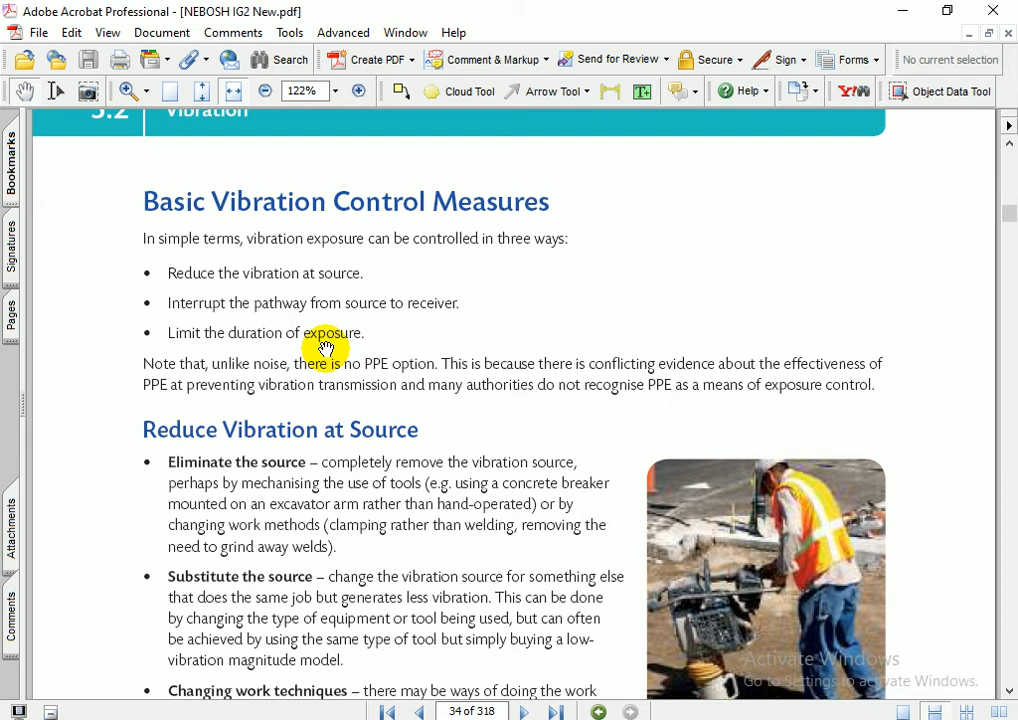 Adobe Acrobat Professional - [NEBOSH IG2 New.pdf]
File Edit View Document Comments Tools Advanced Window Help
Search Create PDF Comment & Markup Send for Review Secure Sign Forms No current selection
122% Cloud Tool Arrow Tool T+ Help Y! Object Data Tool
5.2 Vibration
Bookmarks
Signatures
Pages
Attachments
Comments
Basic Vibration Control Measures
In simple terms, vibration exposure can be controlled in three ways:
• Reduce the vibration at source.
• Interrupt the pathway from source to receiver.
• Limit the duration of exposure.
Note that, unlike noise, there is no PPE option. This is because there is conflicting evidence about the effectiveness of
PPE at preventing vibration transmission and many authorities do not recognise PPE as a means of exposure control.
Reduce Vibration at Source
• Eliminate the source – completely remove the vibration source,
perhaps by mechanising the use of tools (e.g. using a concrete breaker
mounted on an excavator arm rather than hand-operated) or by
changing work methods (clamping rather than welding, removing the
need to grind away welds).
• Substitute the source – change the vibration source for something else
that does the same job but generates less vibration. This can be done
by changing the type of equipment or tool being used, but can often
be achieved by using the same type of tool but simply buying a low-
vibration magnitude model.
• Changing work techniques – there may be ways of doing the work
Activate Windows
Go to Settings to activate Windows.
34 of 318